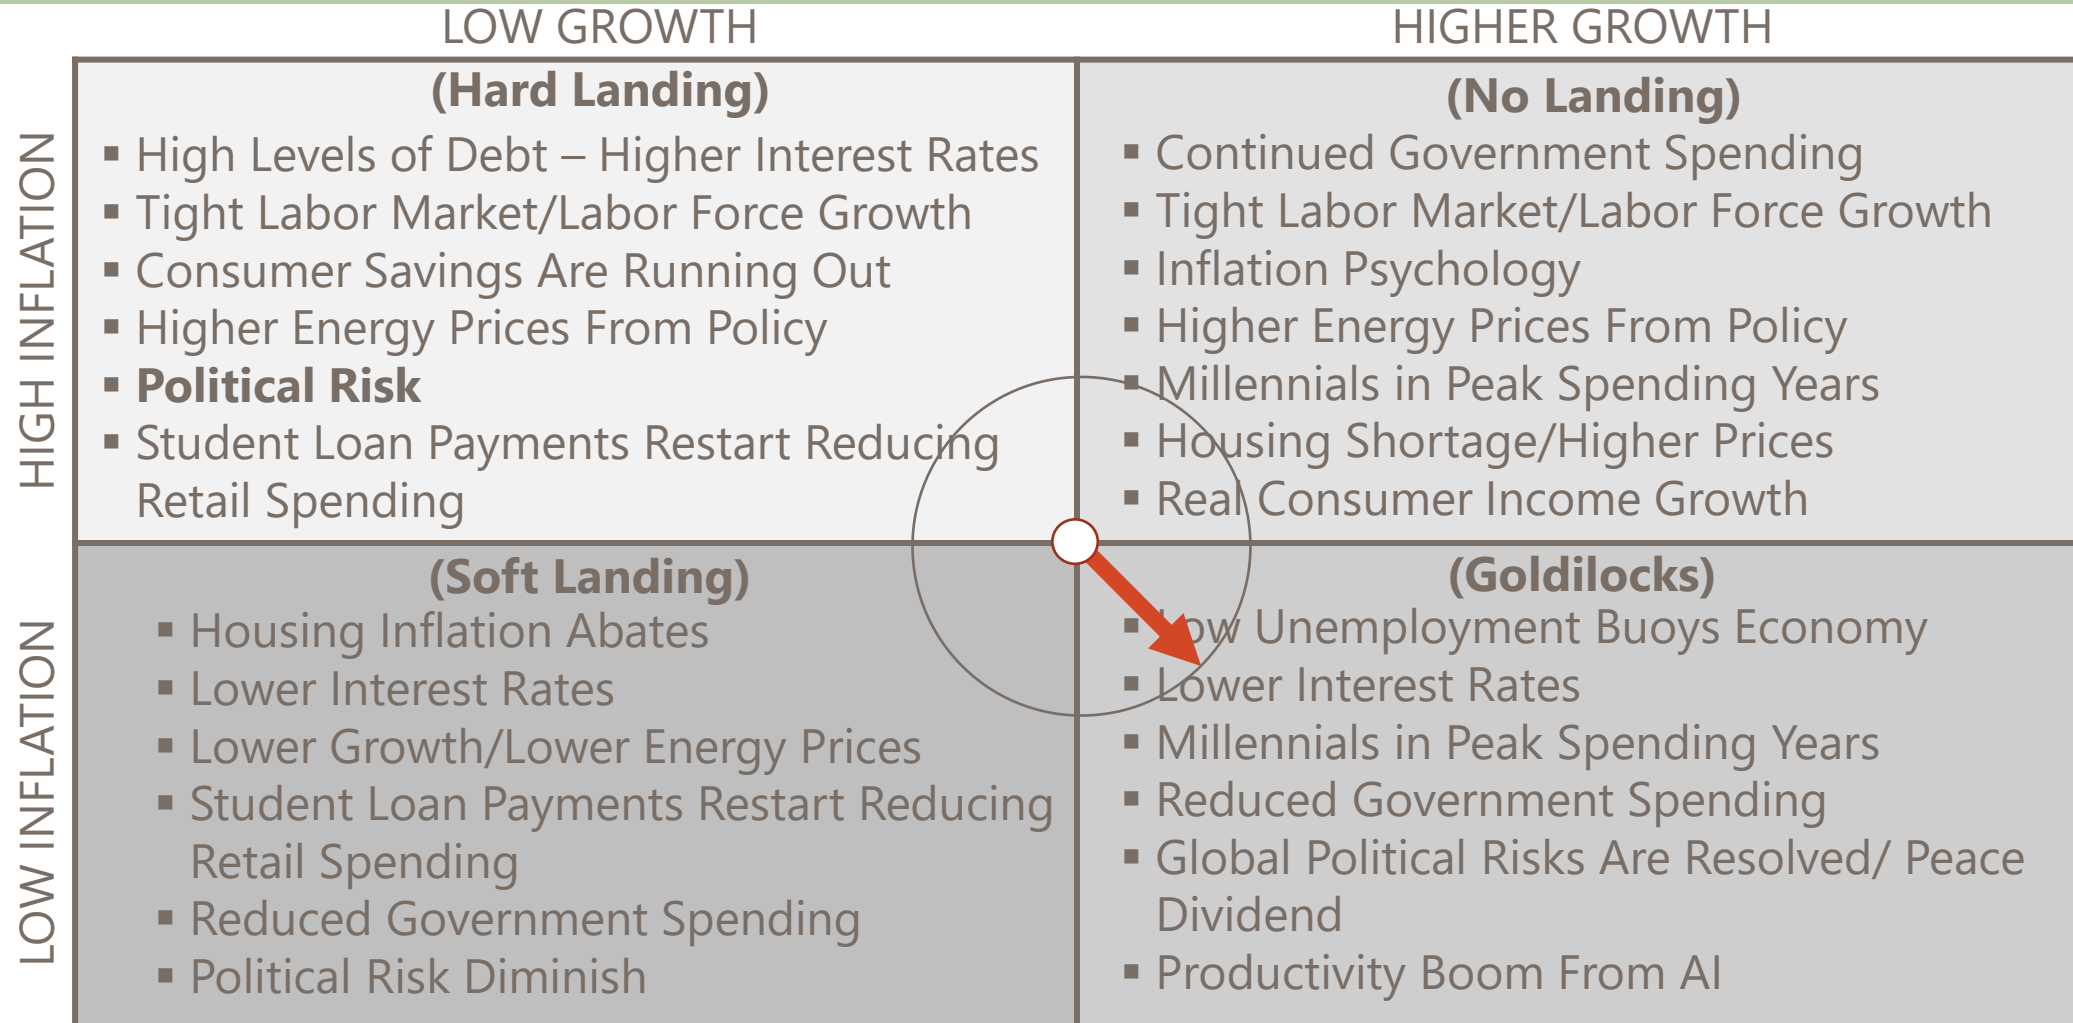 LOW GROWTH
HIGHER GROWTH
HIGH INFLATION
(Hard Landing)
▪ High Levels of Debt – Higher Interest Rates
▪ Tight Labor Market/Labor Force Growth
▪ Consumer Savings Are Running Out
▪ Higher Energy Prices From Policy
▪ Political Risk
▪ Student Loan Payments Restart Reducing
Retail Spending
(No Landing)
▪ Continued Government Spending
▪ Tight Labor Market/Labor Force Growth
▪ Inflation Psychology
▪ Higher Energy Prices From Policy
▪ Millennials in Peak Spending Years
▪ Housing Shortage/Higher Prices
▪ Real Consumer Income Growth
LOW INFLATION
(Soft Landing)
▪ Housing Inflation Abates
▪ Lower Interest Rates
▪ Lower Growth/Lower Energy Prices
▪ Student Loan Payments Restart Reducing
Retail Spending
▪ Reduced Government Spending
▪ Political Risk Diminish
(Goldilocks)
▪ Low Unemployment Buoys Economy
▪ Lower Interest Rates
▪ Millennials in Peak Spending Years
▪ Reduced Government Spending
▪ Global Political Risks Are Resolved/ Peace
Dividend
▪ Productivity Boom From AI